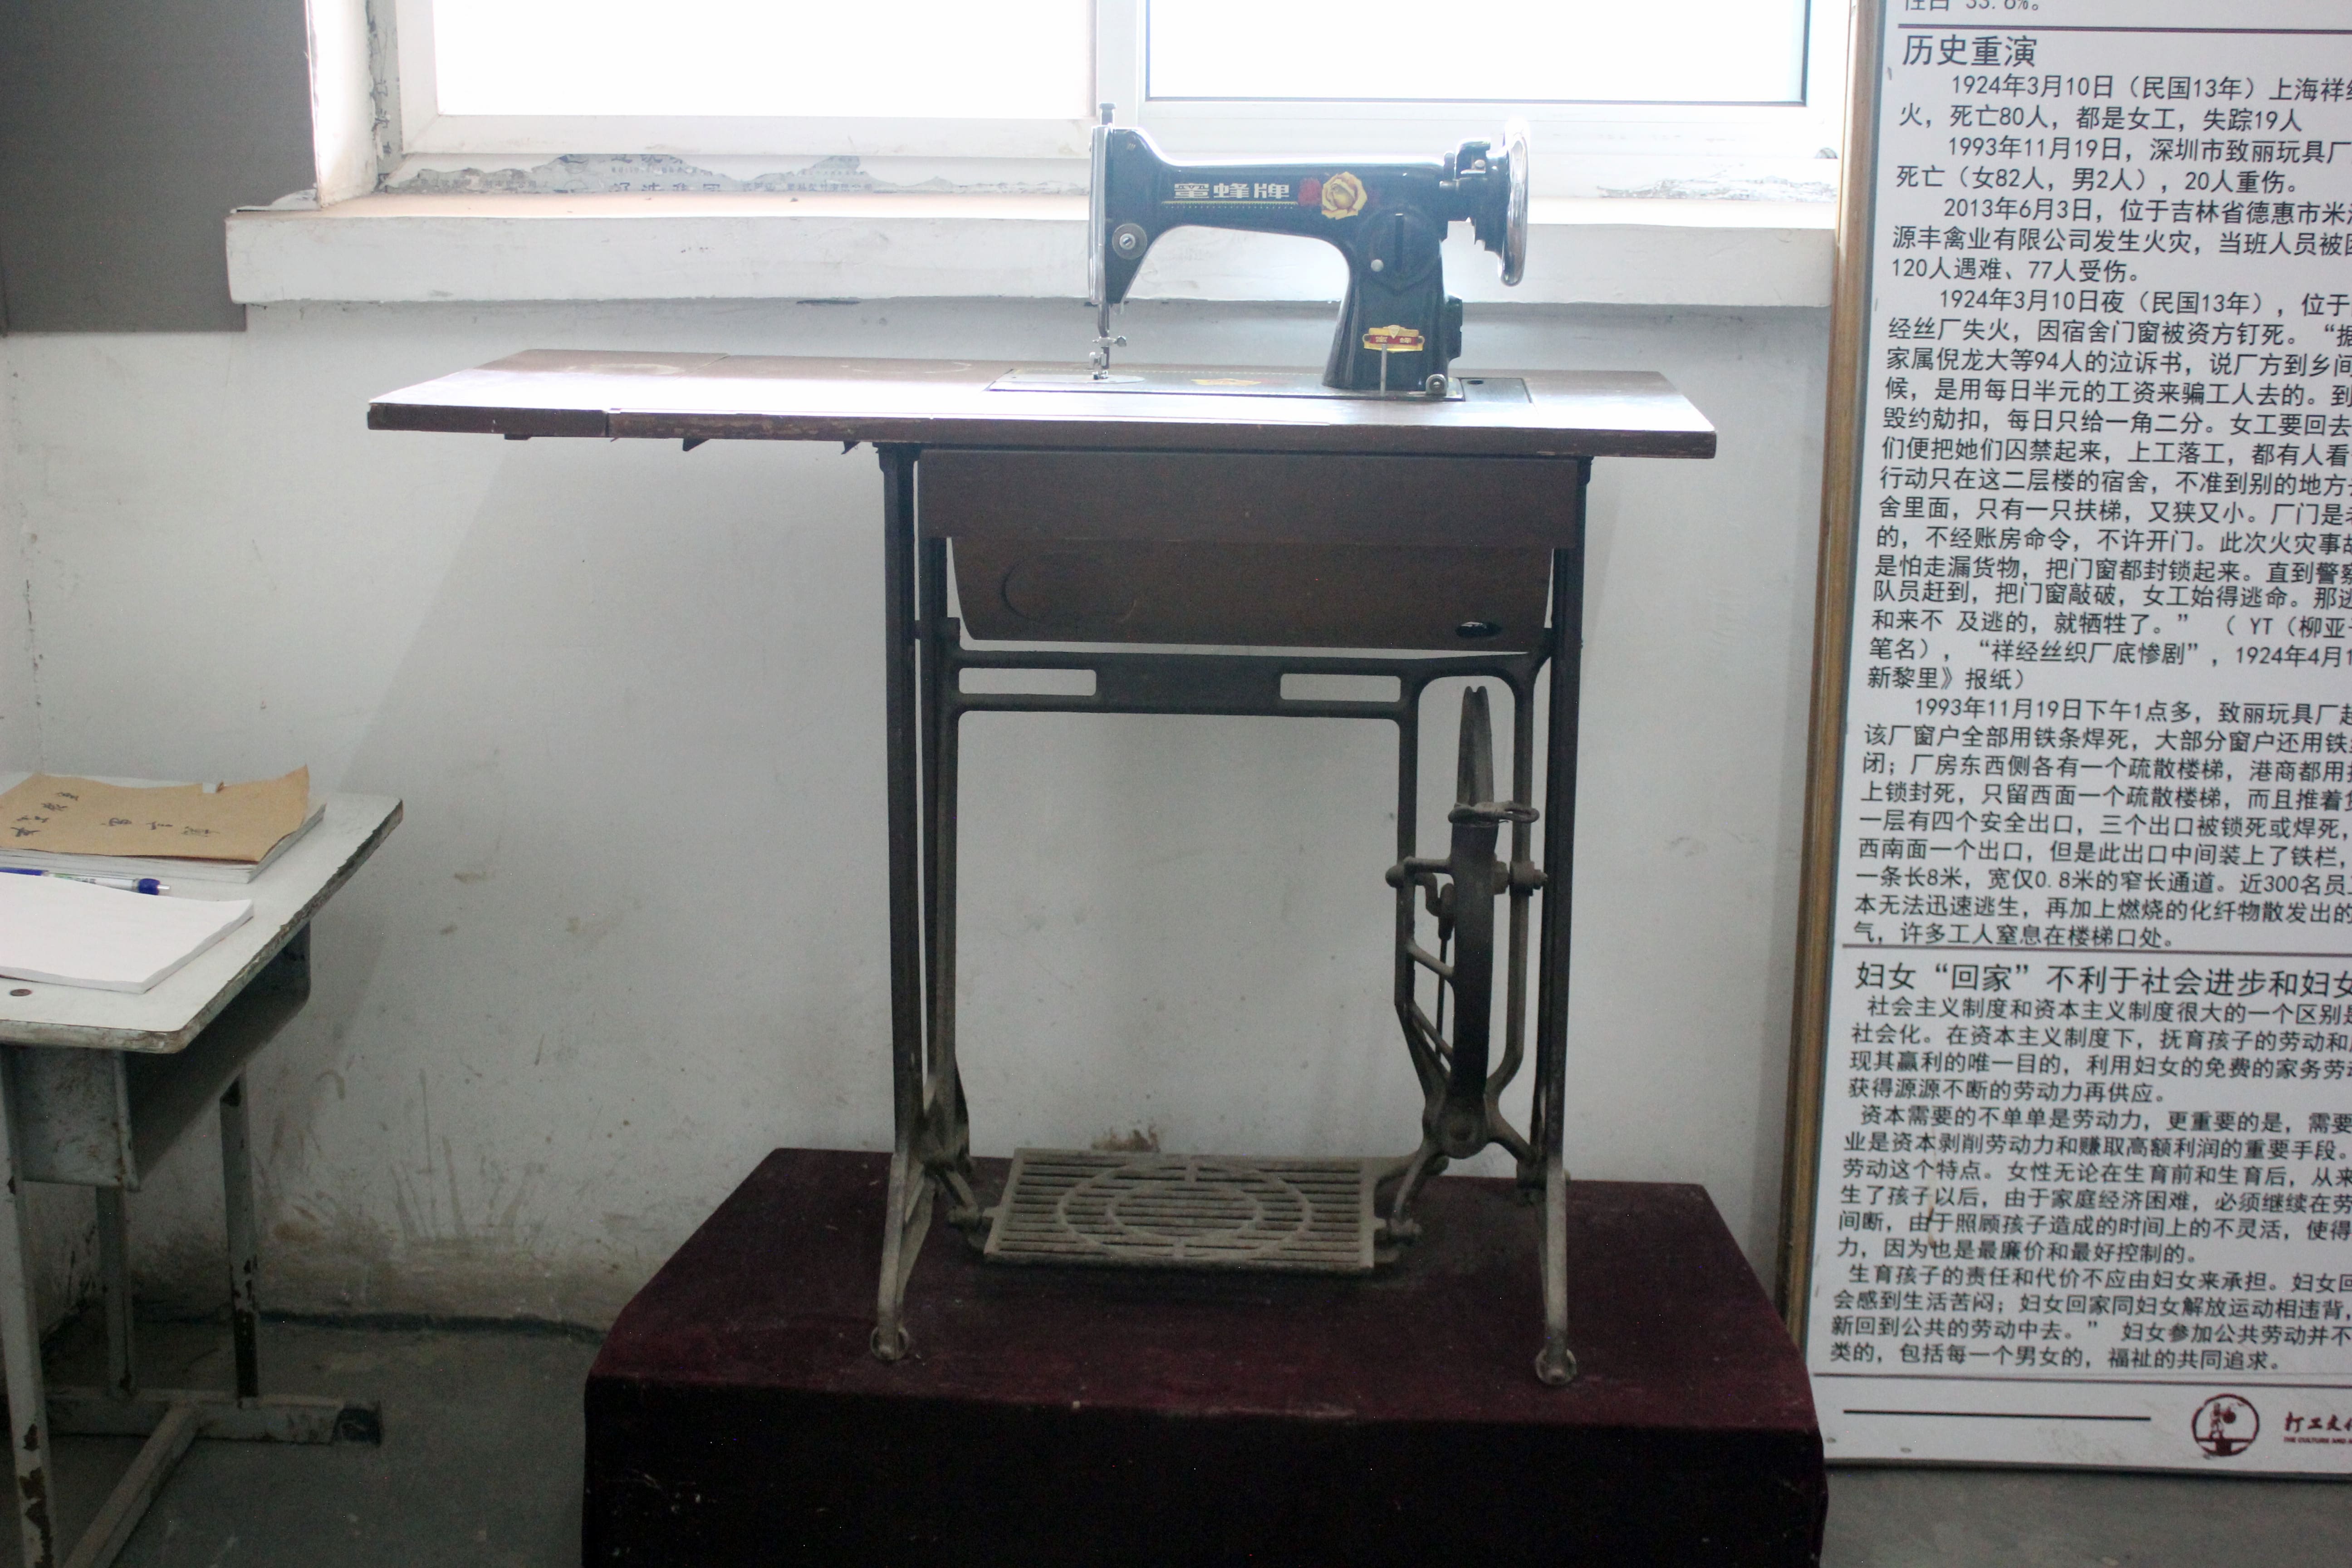 蜜蜂牌
性占 33.6%。
历史重演
1924年3月10日（民国13年）上海祥经
火，死亡80人，都是女工，失踪19人
1993年11月19日，深圳市致丽玩具厂
死亡（女82人，男2人），20人重伤。
2013年6月3日，位于吉林省德惠市米沙
源丰禽业有限公司发生火灾，当班人员被困
120人遇难、77人受伤。
1924年3月10日夜（民国13年），位于
经丝厂失火，因宿舍门窗被资方钉死。“据
家属倪龙大等94人的泣诉书，说厂方到乡间
候，是用每日半元的工资来骗工人去的。到
毁约勀扣，每日只给一角二分。女工要回去
们便把她们囚禁起来，上工落工，都有人看
行动只在这二层楼的宿舍，不准到别的地方去
舍里面，只有一只扶梯，又狭又小。厂门是老
的，不经账房命令，不许开门。此次火灾事故
是怕走漏货物，把门窗都封锁起来。直到警察
队员赶到，把门窗敲破，女工始得逃命。那逃
和来不 及逃的，就牺牲了。” （ YT（柳亚子
笔名），“祥经丝织厂底惨剧”，1924年4月1
新黎里》报纸）
1993年11月19日下午1点多，致丽玩具厂起
该厂窗户全部用铁条焊死，大部分窗户还用铁丝
闭；厂房东西侧各有一个疏散楼梯，港商都用
上锁封死，只留西面一个疏散楼梯，而且推着货
一层有四个安全出口，三个出口被锁死或焊死，
西南面一个出口，但是此出口中间装上了铁栏，
一条长8米，宽仅0.8米的窄长通道。近300名员工
本无法迅速逃生，再加上燃烧的化纤物散发出的
气，许多工人窒息在楼梯口处。
妇女“回家”不利于社会进步和妇女
社会主义制度和资本主义制度很大的一个区别是
社会化。在资本主义制度下，抚育孩子的劳动和
现其赢利的唯一目的，利用妇女的免费的家务劳动
获得源源不断的劳动力再供应。
资本需要的不单单是劳动力，更重要的是，需要
业是资本剥削劳动力和赚取高额利润的重要手段。
劳动这个特点。女性无论在生育前和生育后，从来
生了孩子以后，由于家庭经济困难，必须继续在劳
间断，由于照顾孩子造成的时间上的不灵活，使得
力，因为也是最廉价和最好控制的。
生育孩子的责任和代价不应由妇女来承担。妇女回
会感到生活苦闷；妇女回家同妇女解放运动相违背，
新回到公共的劳动中去。” 妇女参加公共劳动并不
类的，包括每一个男女的，福祉的共同追求。
打工文化
THE CULTURE AND A